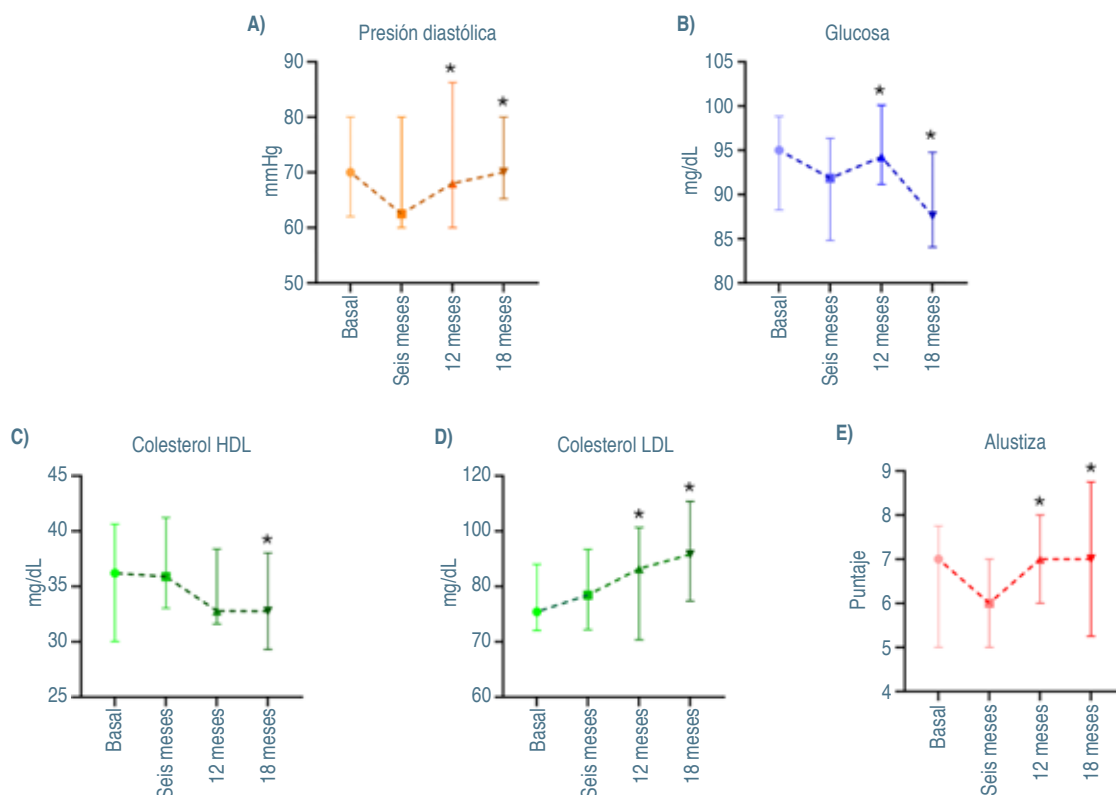 A)
Presión diastólica
mmHg
90
80
70
60
50
*
*
Basal
Seis meses
12 meses
18 meses
B)
Glucosa
mg/dL
105
100
95
90
85
80
*
*
Basal
Seis meses
12 meses
18 meses
C)
Colesterol HDL
mg/dL
45
40
35
30
25
*
Basal
Seis meses
12 meses
18 meses
D)
Colesterol LDL
mg/dL
120
100
80
70
60
*
*
Basal
Seis meses
12 meses
18 meses
E)
Alustiza
Puntaje
9
8
7
6
5
4
*
*
Basal
Seis meses
12 meses
18 meses